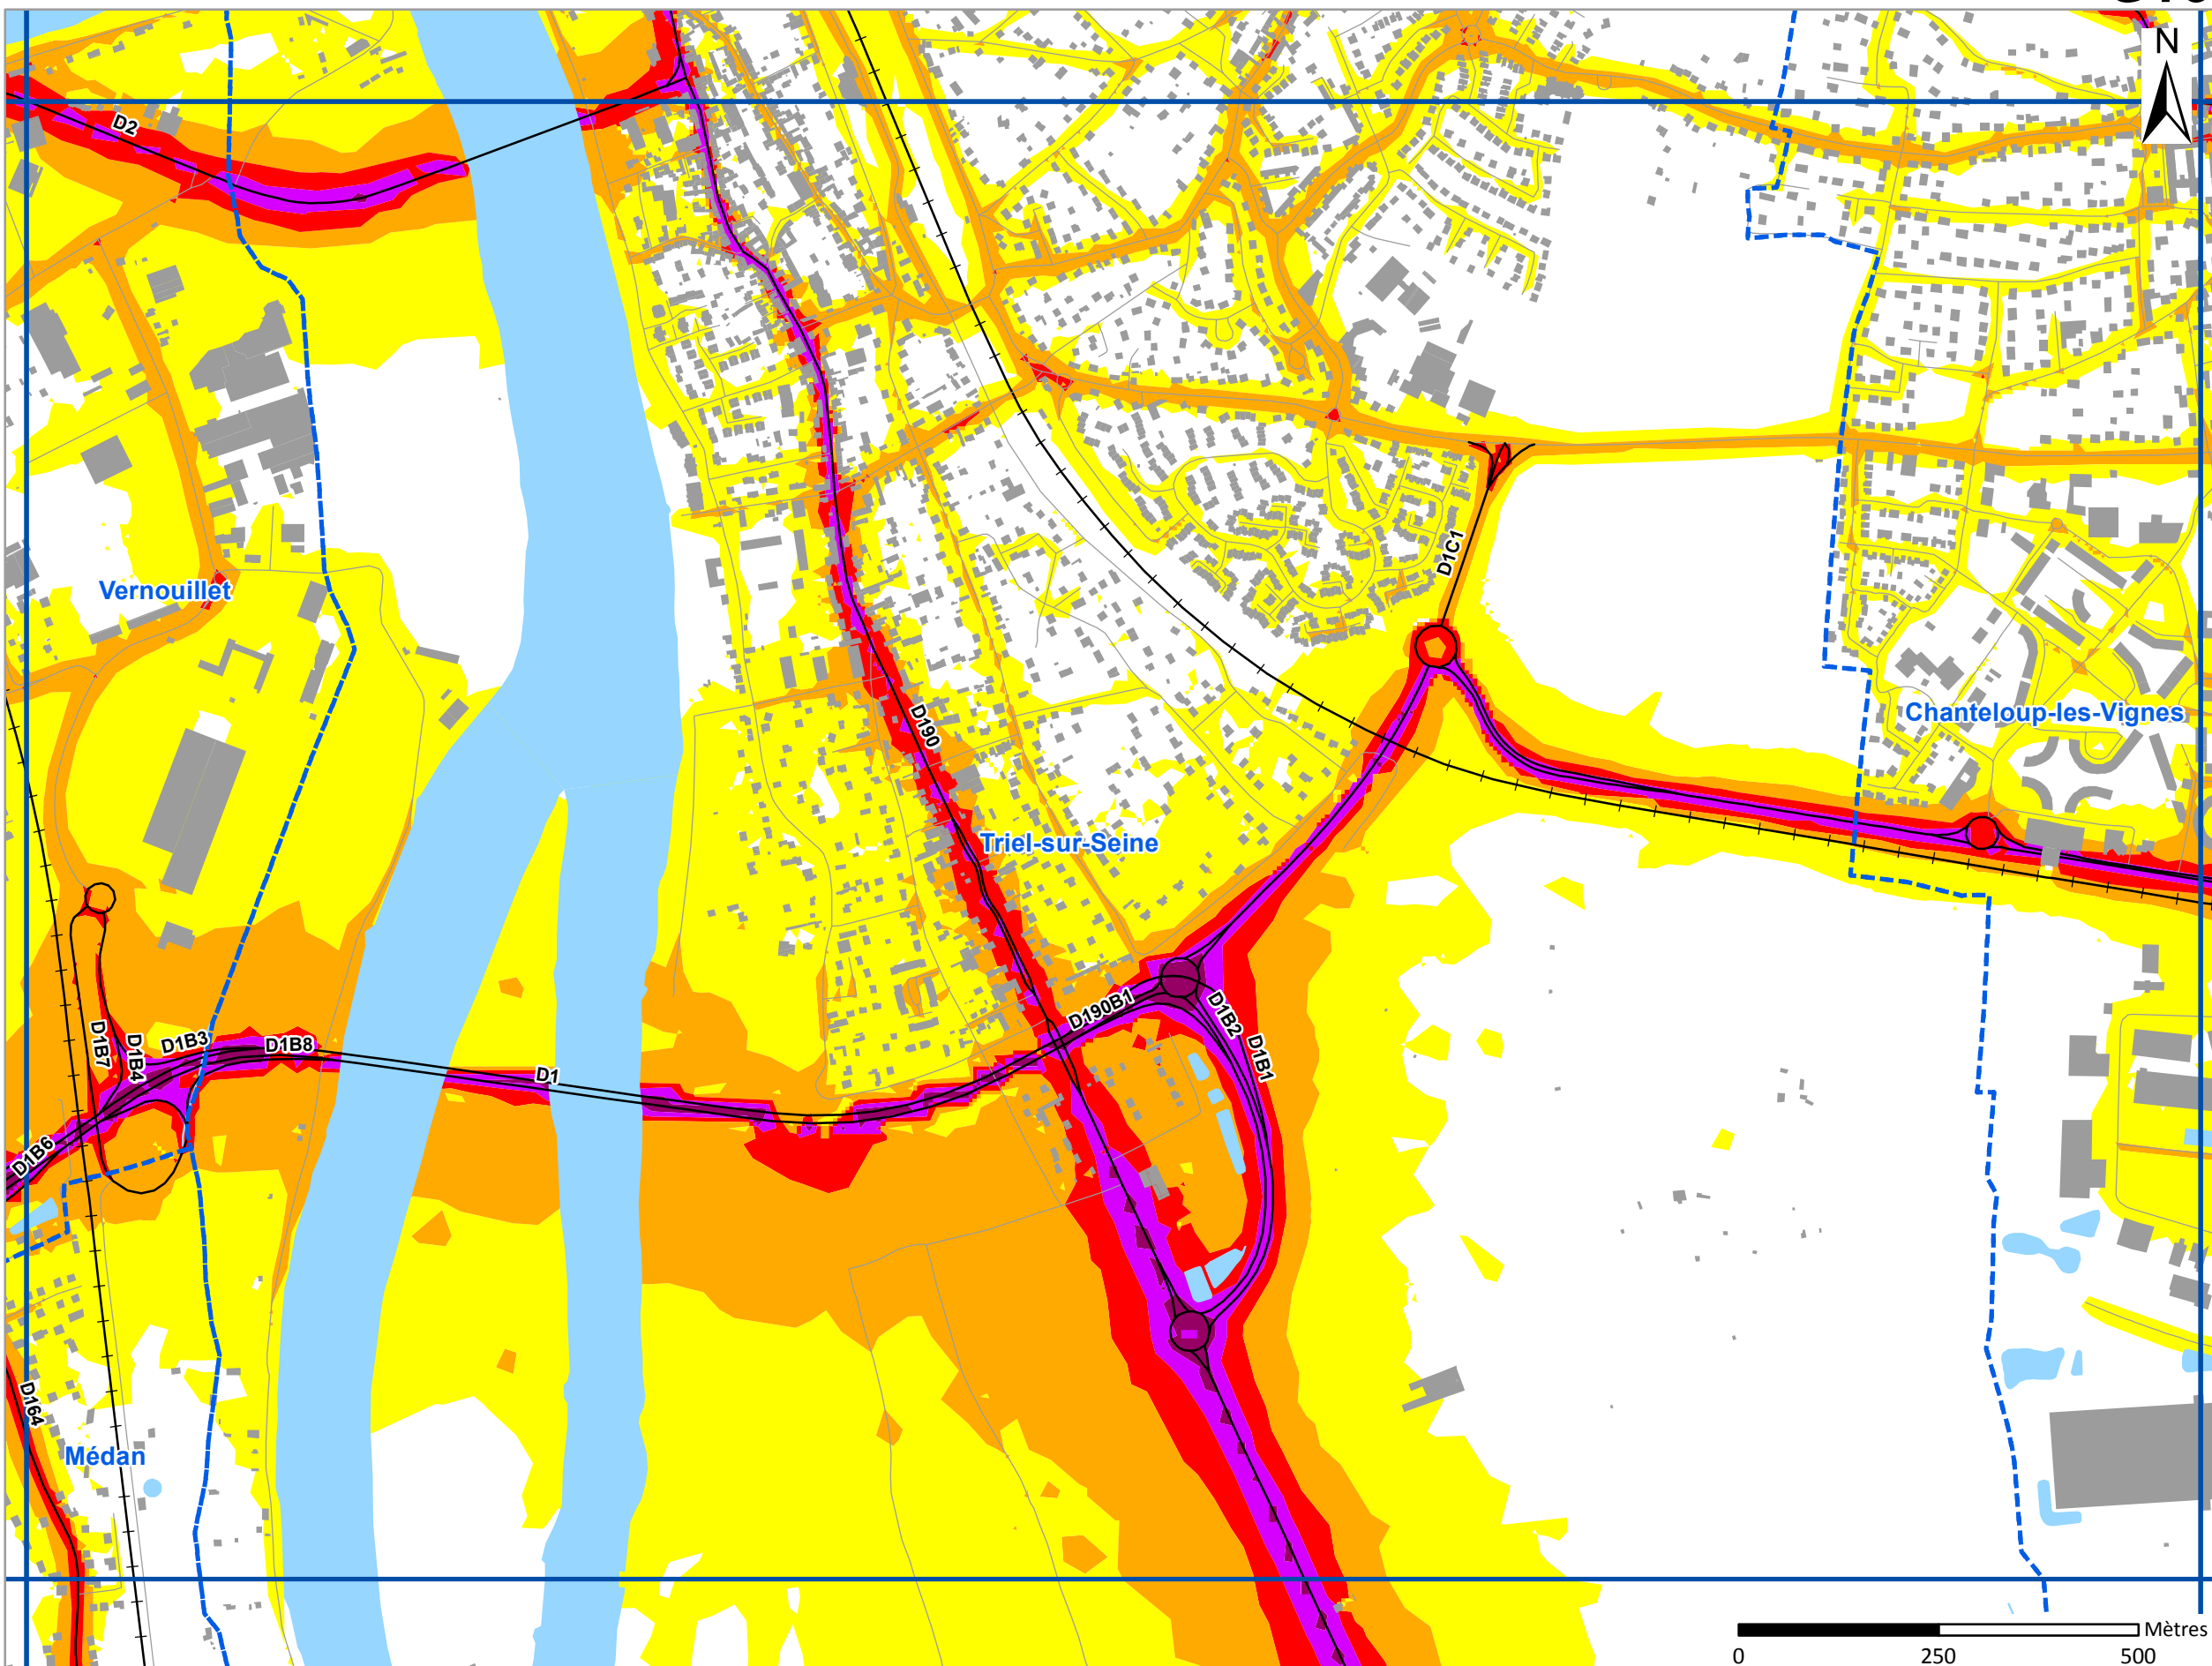 N
D2
D1C1
Vernouillet
Chanteloup-les-Vignes
D190
Triel-sur-Seine
D190B1
D1B2
D1B1
D1B7
D1B4
D1B3
D1B8
D1
D1B6
D164
Médan
Mètres
0 250 500